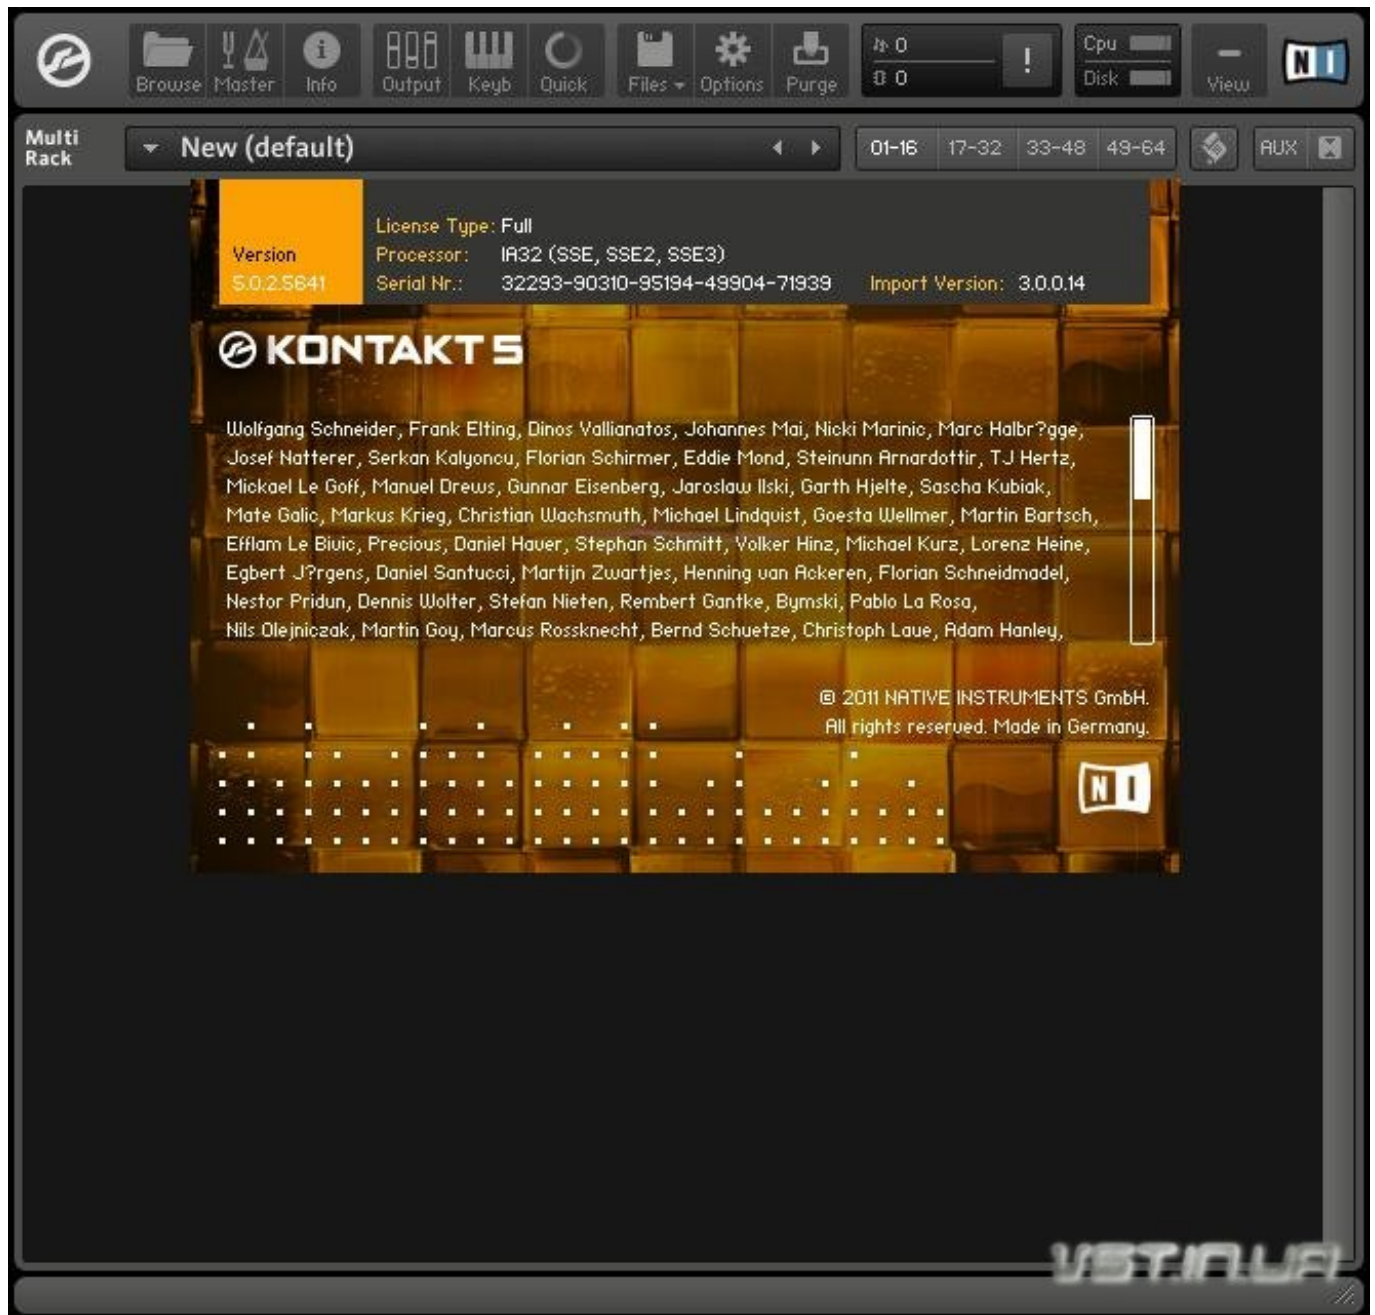 Browse Master Info Output Keyb Quick Files Options Purge
0
0
!
Cpu
Disk
View
NI
Multi
Rack
New (default)
01-16 17-32 33-48 49-64
AUX
License Type: Full
Version
Processor: IA32 (SSE, SSE2, SSE3)
5.0.2.5641
Serial Nr.: 32293-90310-95194-49904-71939 Import Version: 3.0.0.14
KONTAKT 5
Wolfgang Schneider, Frank Elting, Dinos Vallianatos, Johannes Mai, Nicki Marinic, Marc Halbr?gge,
Josef Natterer, Serkan Kalyoncu, Florian Schirmer, Eddie Mond, Steinunn Arnardottir, TJ Hertz,
Mickael Le Goff, Manuel Drews, Gunnar Eisenberg, Jaroslaw Ilski, Garth Hjelte, Sascha Kubiak,
Mate Galic, Markus Krieg, Christian Wachsmuth, Michael Lindquist, Goesta Wellmer, Martin Bartsch,
Efflam Le Bivic, Precious, Daniel Haver, Stephan Schmitt, Volker Hinz, Michael Kurz, Lorenz Heine,
Egbert J?rgens, Daniel Santucci, Martijn Zwartjes, Henning van Ackeren, Florian Schneidmadel,
Nestor Pridun, Dennis Wolter, Stefan Nieten, Rembert Gantke, Bymski, Pablo La Rosa,
Nils Olejniczak, Martin Goy, Marcus Rossknecht, Bernd Schuetze, Christoph Laue, Adam Hanley,
© 2011 NATIVE INSTRUMENTS GmbH.
All rights reserved. Made in Germany.
NI
VST.IN.UA